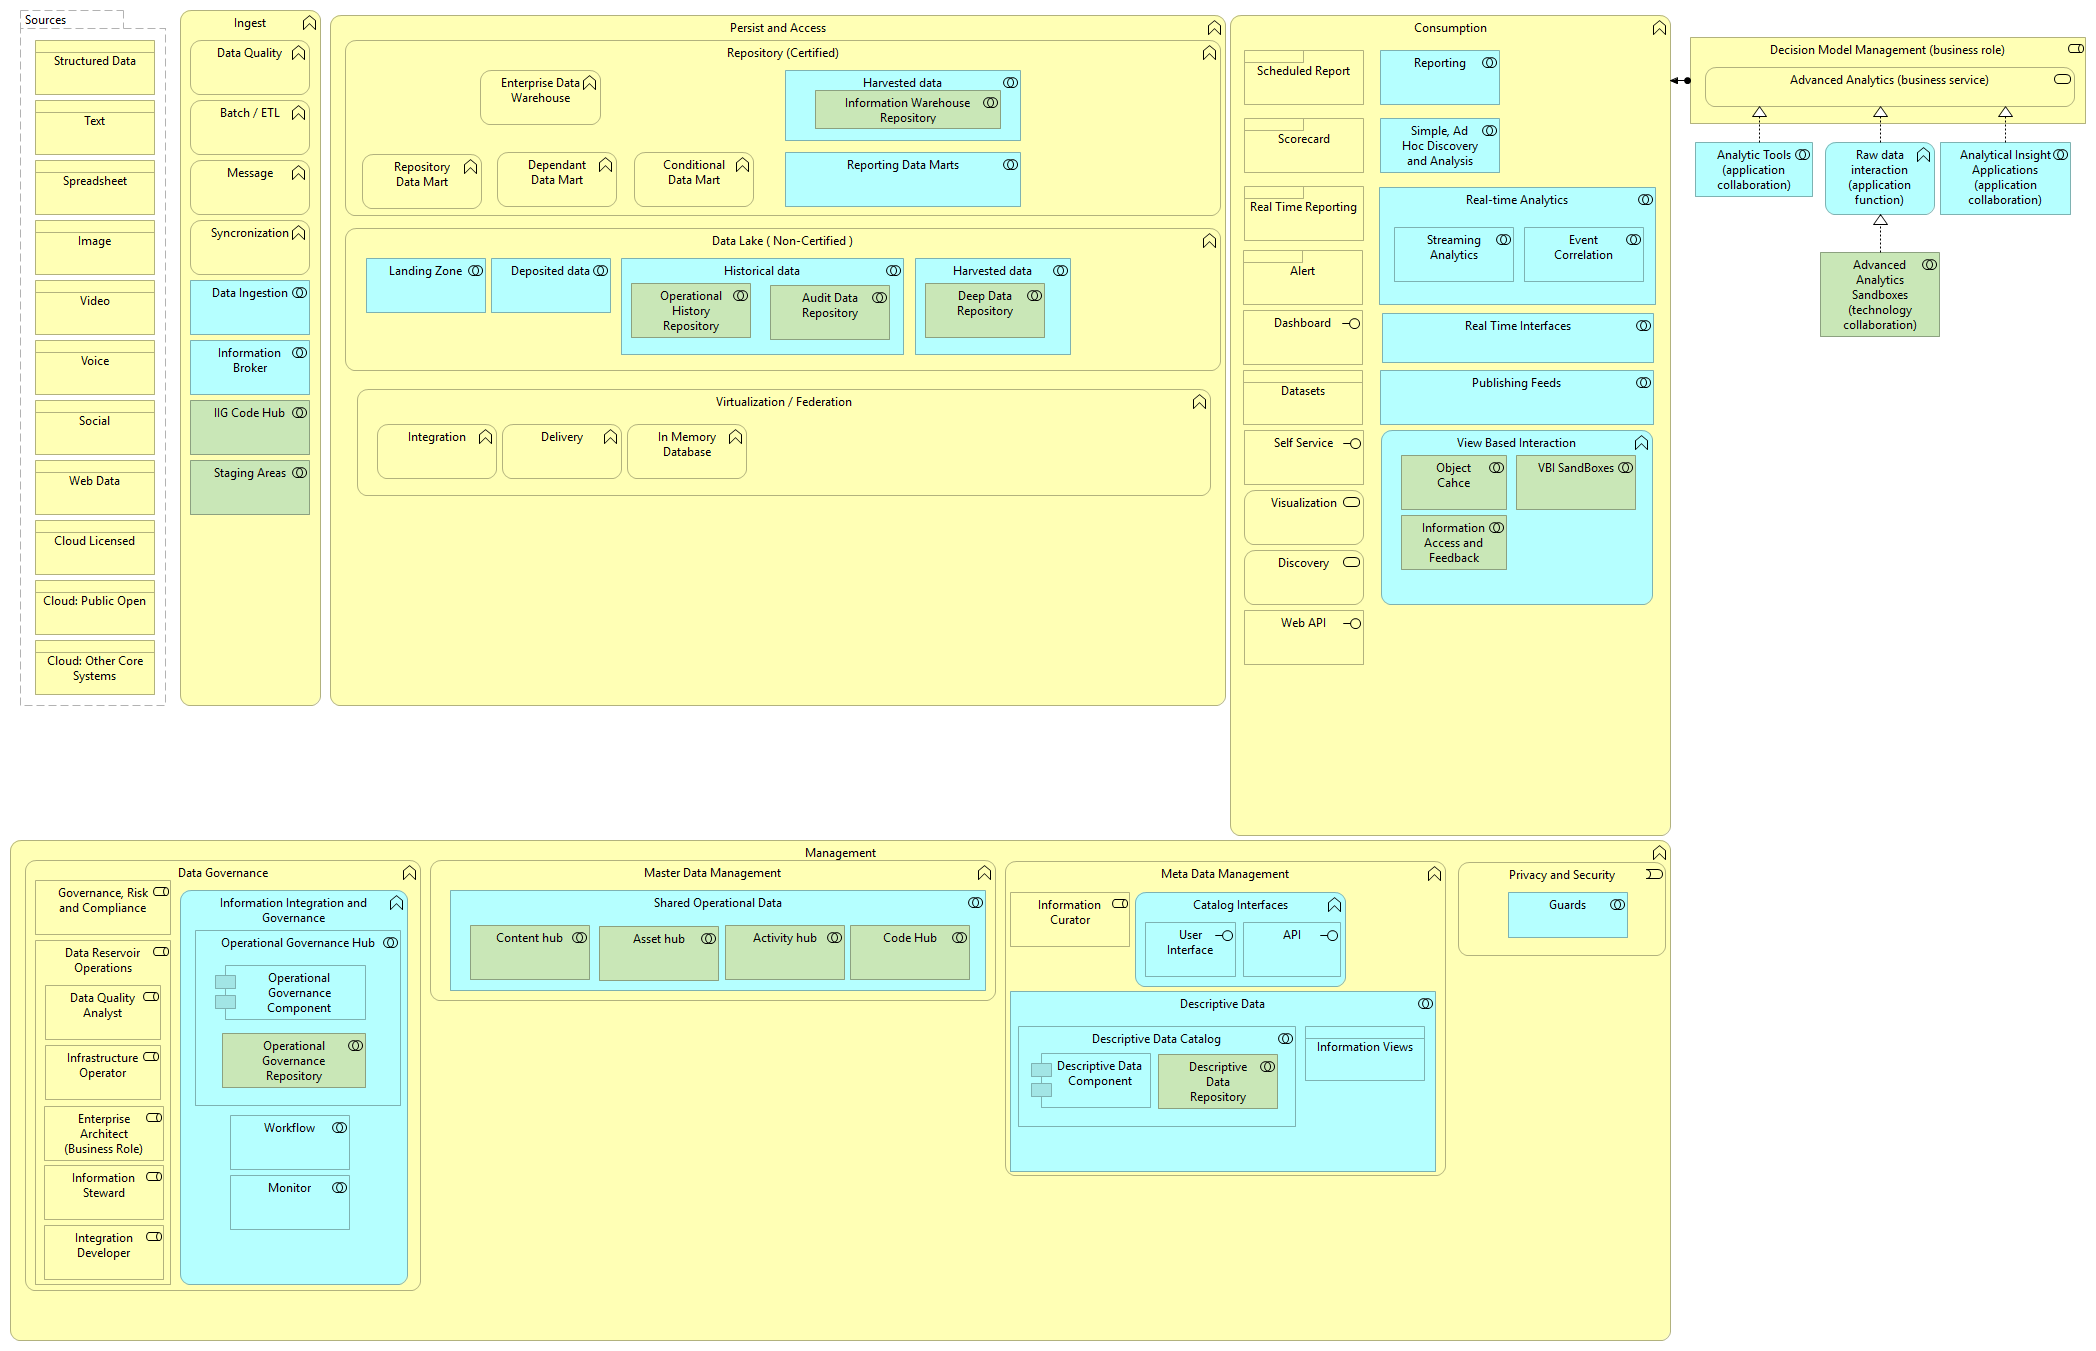 Sources
Structured Data
Text
Spreadsheet
Image
Video
Voice
Social
Web Data
Cloud Licensed
Cloud: Public Open
Cloud: Other Core
Systems
Ingest
Data Quality
Batch / ETL
Message
Syncronization
Data Ingestion
Information
Broker
IIG Code Hub
Staging Areas
Persist and Access
Repository (Certified)
Enterprise Data
Warehouse
Harvested data
Information Warehouse
Repository
Repository
Data Mart
Dependant
Data Mart
Conditional
Data Mart
Reporting Data Marts
Data Lake ( Non-Certified )
Landing Zone
Deposited data
Historical data
Operational
History
Repository
Audit Data
Repository
Harvested data
Deep Data
Repository
Virtualization / Federation
Integration
Delivery
In Memory
Database
Consumption
Scheduled Report
Scorecard
Real Time Reporting
Alert
Dashboard
Datasets
Self Service
Visualization
Discovery
Web API
Reporting
Simple, Ad
Hoc Discovery
and Analysis
Real-time Analytics
Streaming
Analytics
Event
Correlation
Real Time Interfaces
Publishing Feeds
View Based Interaction
Object
Cahce
VBI SandBoxes
Information
Access and
Feedback
Decision Model Management (business role)
Advanced Analytics (business service)
Analytic Tools
(application
collaboration)
Raw data
interaction
(application
function)
Analytical Insight
Applications
(application
collaboration)
Advanced
Analytics
Sandboxes
(technology
collaboration)
Management
Data Governance
Governance, Risk
and Compliance
Data Reservoir
Operations
Data Quality
Analyst
Infrastructure
Operator
Enterprise
Architect
(Business Role)
Information
Steward
Integration
Developer
Information Integration and
Governance
Operational Governance Hub
Operational
Governance
Component
Operational
Governance
Repository
Workflow
Monitor
Master Data Management
Shared Operational Data
Content hub
Asset hub
Activity hub
Code Hub
Meta Data Management
Information
Curator
Catalog Interfaces
User
Interface
API
Descriptive Data
Descriptive Data Catalog
Descriptive Data
Component
Descriptive
Data
Repository
Information Views
Privacy and Security
Guards